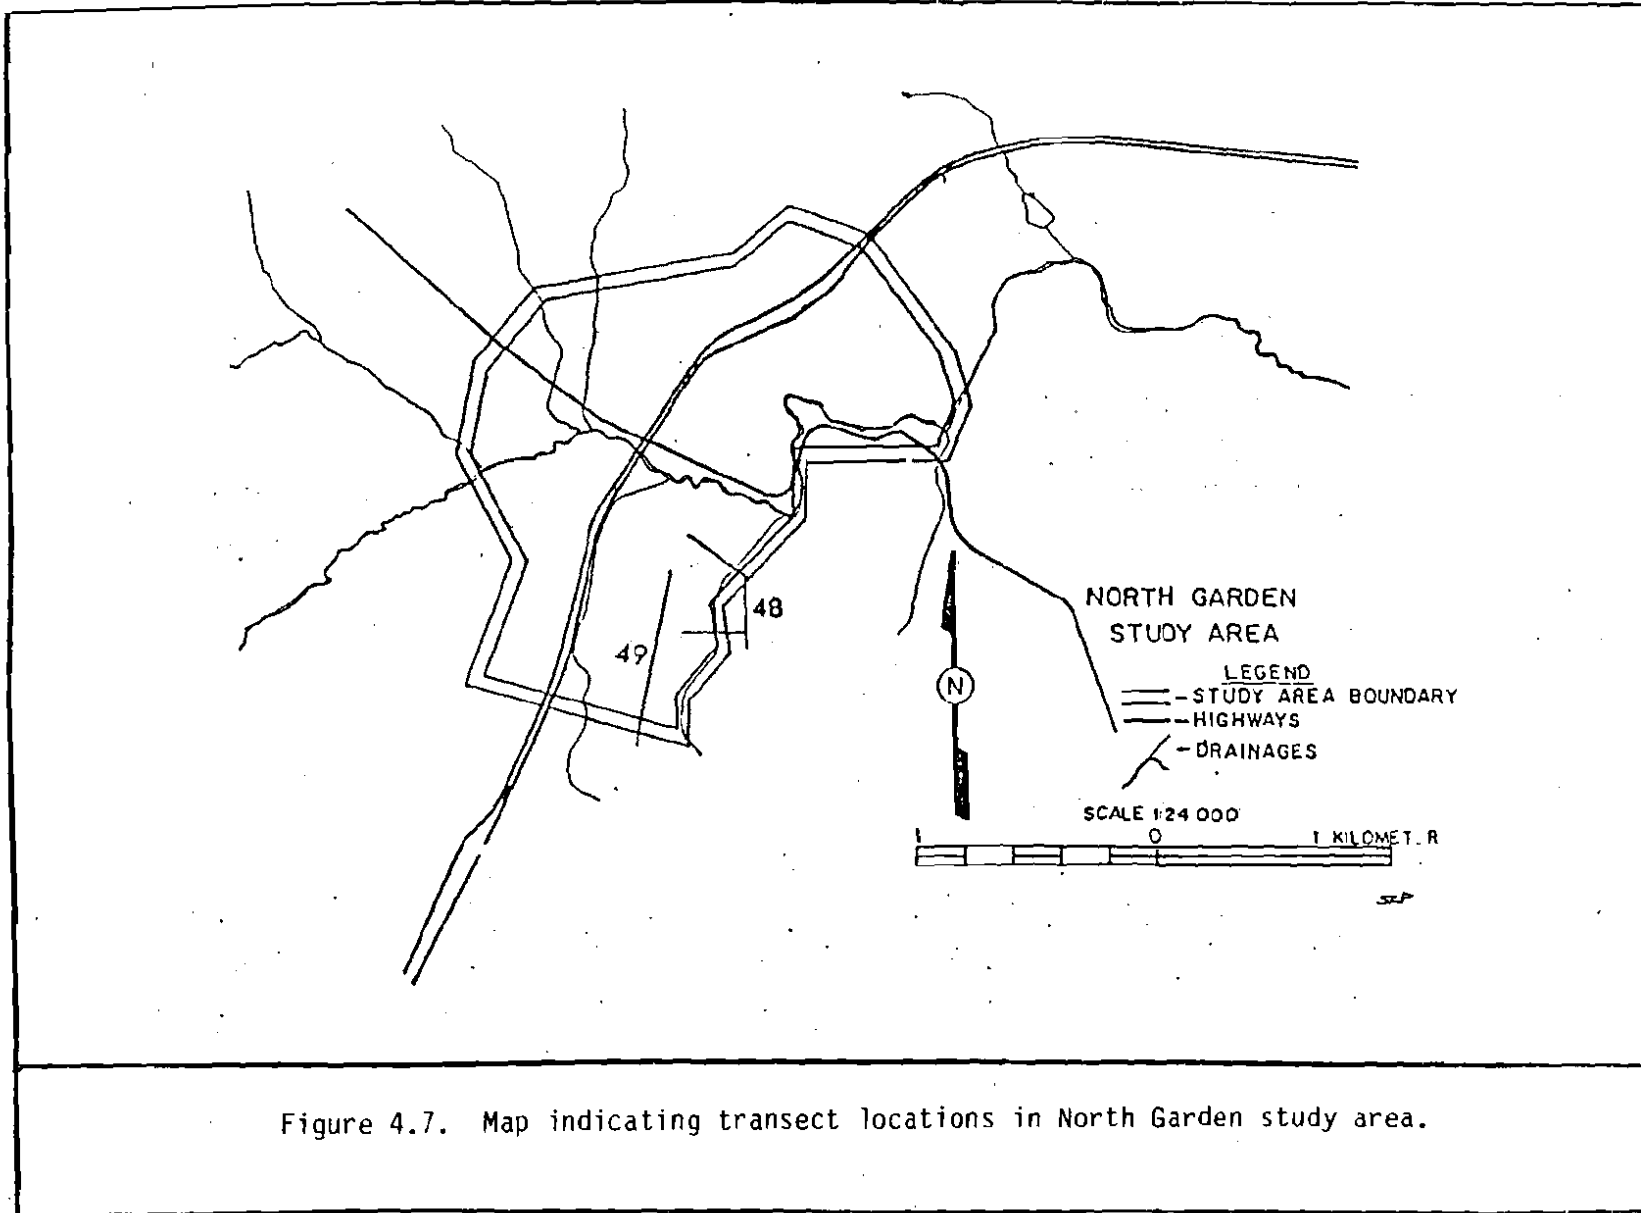 48
49
NORTH GARDEN
STUDY AREA
N
LEGEND
-STUDY AREA BOUNDARY
-HIGHWAYS
-DRAINAGES
SCALE 1:24 000
1 0 1 KILOMET_R
Figure 4.7. Map indicating transect locations in North Garden study area.